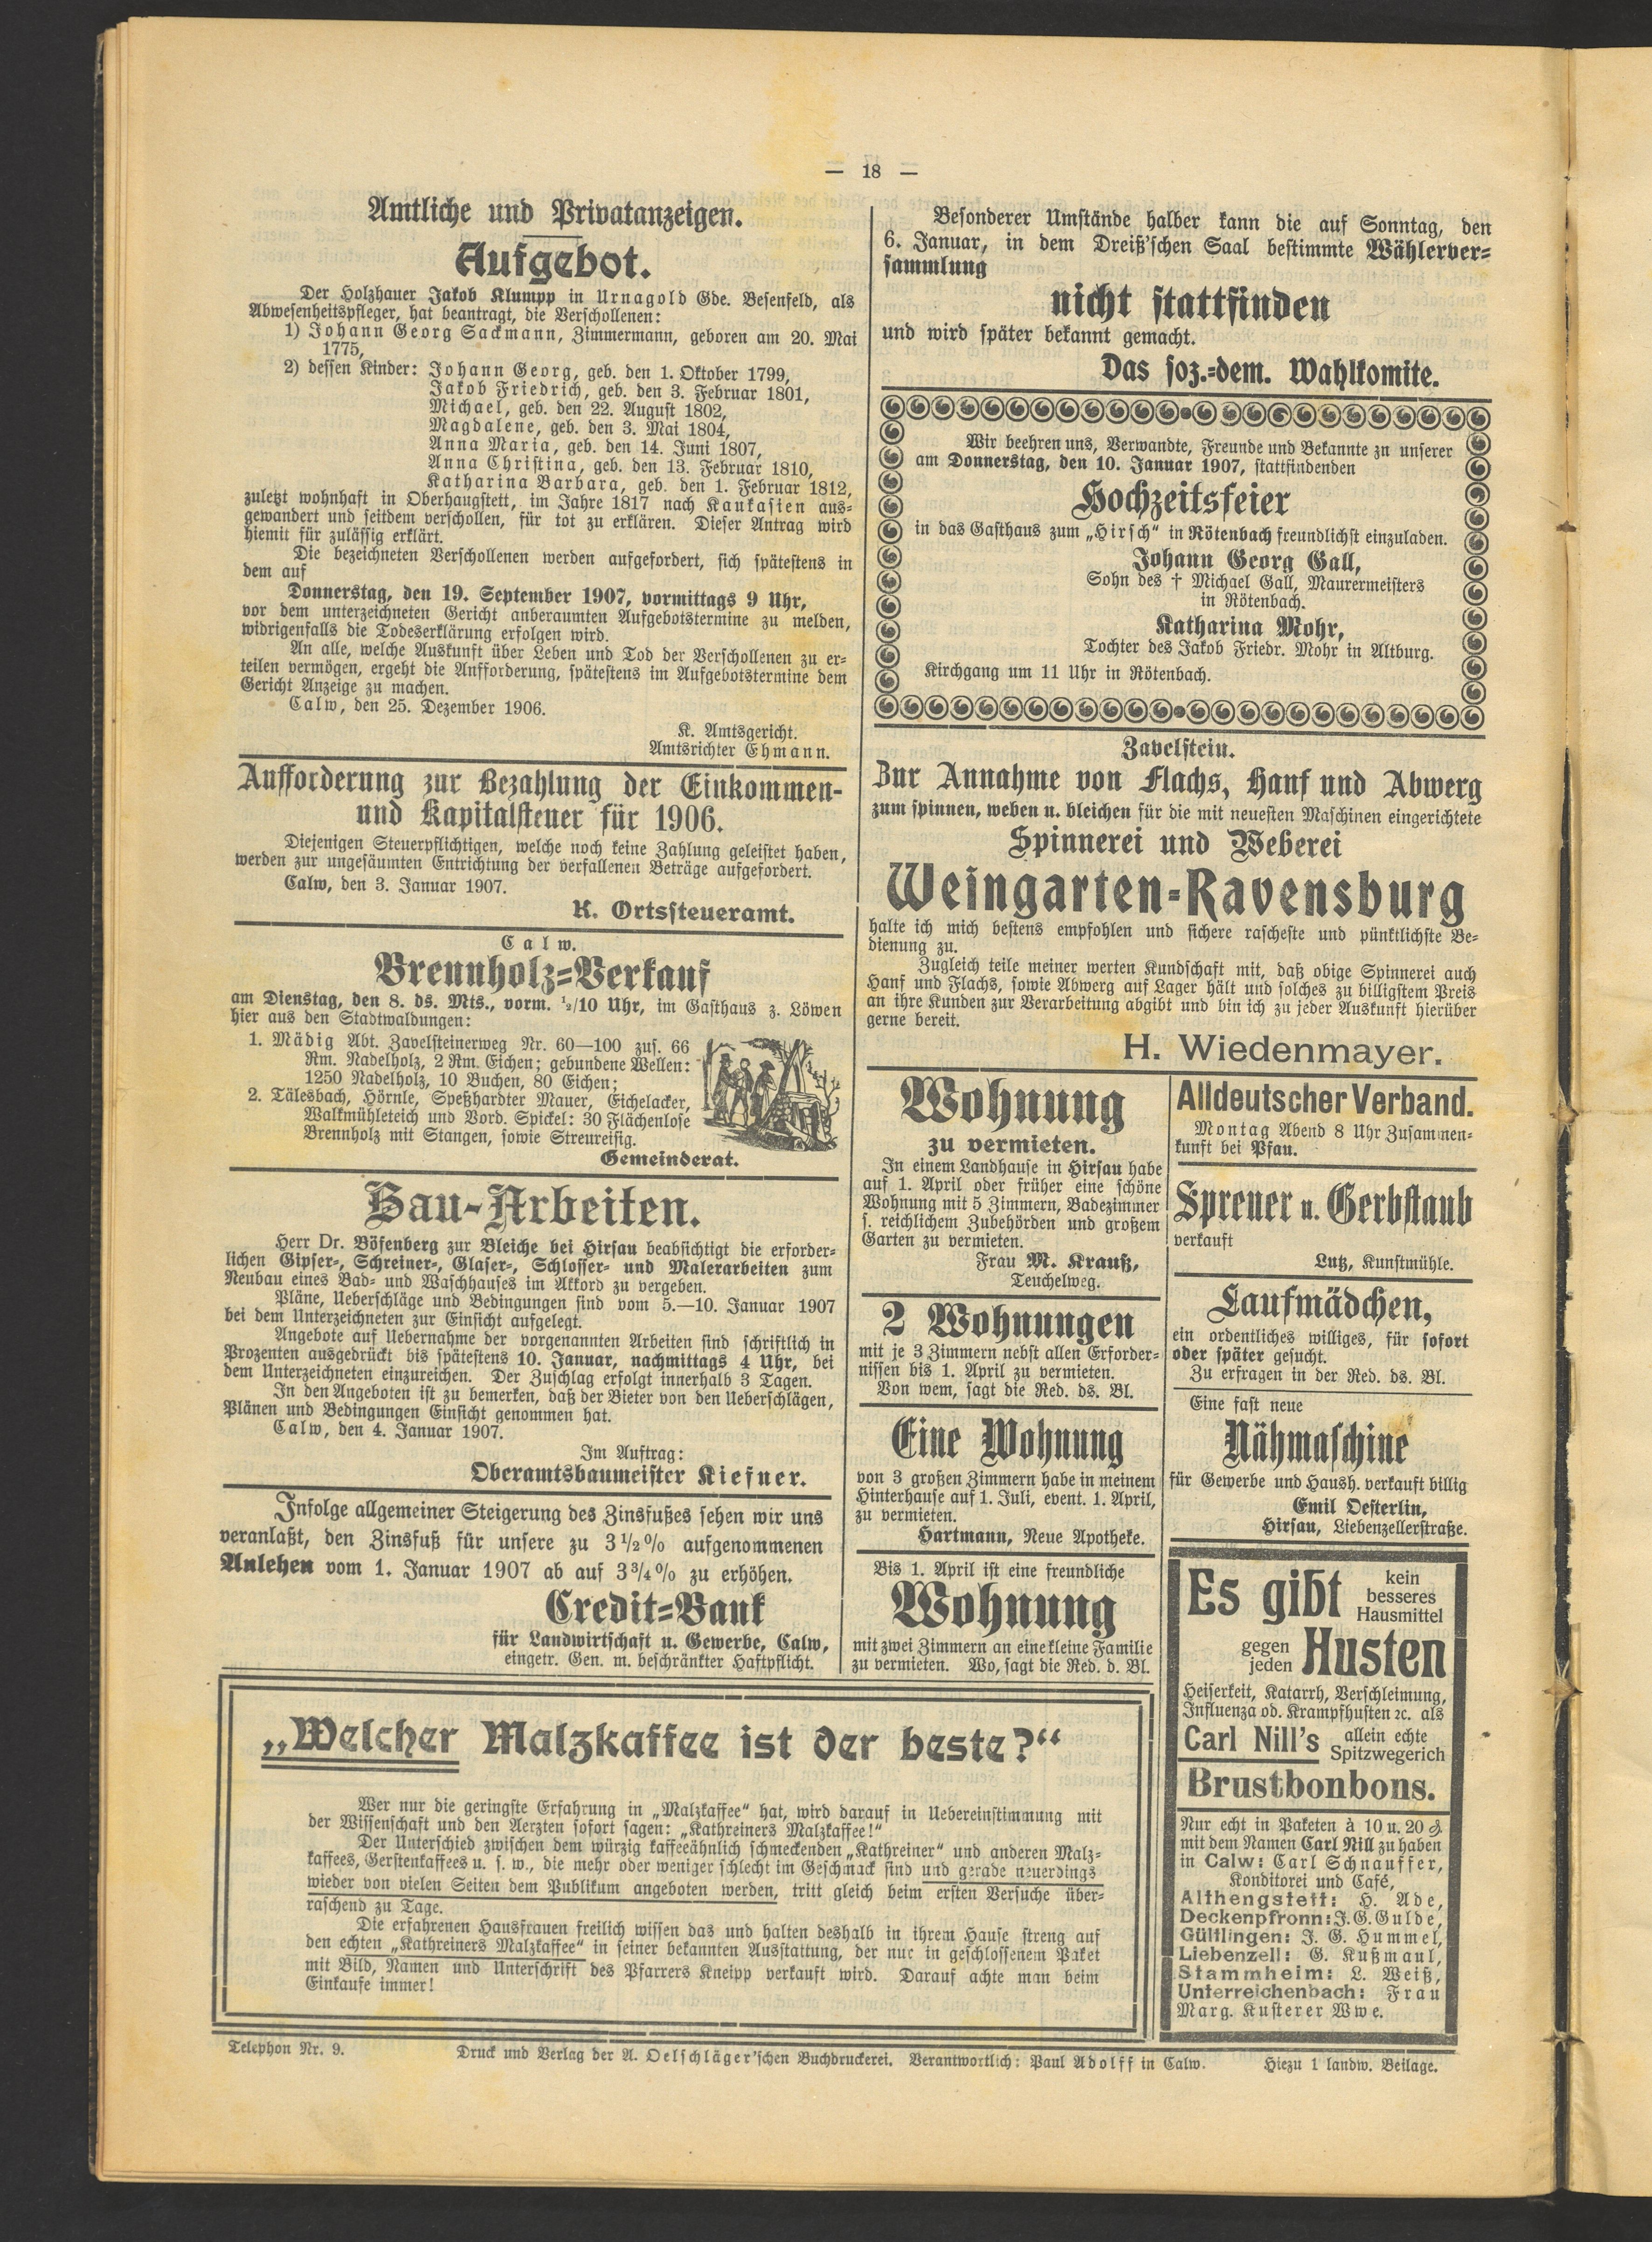 — 18 —
Amtliche und Privatanzeigen.
Aufgebot.
Der Holzhauer Jakob Klumpp in Urnagold Gde. Besenfeld, als
Abwesenheitspfleger, hat beantragt, die Verschollenen:
1) Johann Georg Sackmann, Zimmermann, geboren am 20. Mai
1775,
2) dessen Kinder: Johann Georg, geb. den 1. Oktober 1799,
Jakob Friedrich, geb. den 3. Februar 1801,
Michael, geb. den 22. August 1802,
Magdalene, geb. den 3. Mai 1804,
Anna Maria, geb. den 14. Juni 1807,
Anna Christina, geb. den 13. Februar 1810,
Katharina Barbara, geb. den 1. Februar 1812,
zuletzt wohnhaft in Oberhaugstett, im Jahre 1817 nach Kaukasien aus-
gewandert und seitdem verschollen, für tot zu erklären. Dieser Antrag wird
hiemit für zulässig erklärt.
Die bezeichneten Verschollenen werden aufgefordert, sich spätestens in
dem auf
Donnerstag, den 19. September 1907, vormittags 9 Uhr,
vor dem unterzeichneten Gericht anberaumten Aufgebotstermine zu melden,
widrigenfalls die Todeserklärung erfolgen wird.
An alle, welche Auskunft über Leben und Tod der Verschollenen zu er-
teilen vermögen, ergeht die Aufforderung, spätestens im Aufgebotstermine dem
Gericht Anzeige zu machen.
Calw, den 25. Dezember 1906.
K. Amtsgericht.
Amtsrichter Ehmann.
Aufforderung zur Bezahlung der Einkommen-
und Kapitalsteuer für 1906.
Diejenigen Steuerpflichtigen, welche noch keine Zahlung geleistet haben,
werden zur ungesäumten Entrichtung der verfallenen Beträge aufgefordert.
Calw, den 3. Januar 1907.
K. Ortssteueramt.
Calw.
Brennholz-Verkauf
am Dienstag, den 8. ds. Mts., vorm. ½/10 Uhr, im Gasthaus z. Löwen
hier aus den Stadtwaldungen:
1. Mädig Abt. Zavelsteinerweg Nr. 60—100 zus. 66
Rm. Nadelholz, 2 Rm. Eichen; gebundene Wellen:
1250 Nadelholz, 10 Buchen, 80 Eichen;
2. Tälesbach, Hörnle, Speßhardter Mauer, Eichelacker,
Walkmühleteich und Vord. Spickel: 30 Flächenlose
Brennholz mit Stangen, sowie Streureisig.
Gemeinderat.
Bau-Arbeiten.
Herr Dr. Bösenberg zur Bleiche bei Hirsau beabsichtigt die erforder-
lichen Gipser-, Schreiner-, Glaser-, Schlosser- und Malerarbeiten zum
Neubau eines Bad- und Waschhauses im Akkord zu vergeben.
Pläne, Ueberschläge und Bedingungen sind vom 5.—10. Januar 1907
bei dem Unterzeichneten zur Einsicht aufgelegt.
Angebote auf Uebernahme der vorgenannten Arbeiten sind schriftlich in
Prozenten ausgedrückt bis spätestens 10. Januar, nachmittags 4 Uhr, bei
dem Unterzeichneten einzureichen. Der Zuschlag erfolgt innerhalb 3 Tagen.
In den Angeboten ist zu bemerken, daß der Bieter von den Ueberschlägen,
Plänen und Bedingungen Einsicht genommen hat.
Calw, den 4. Januar 1907.
Im Auftrag:
Oberamtsbaumeister Kiefner.
Infolge allgemeiner Steigerung des Zinsfußes sehen wir uns
veranlaßt, den Zinsfuß für unsere zu 3½% aufgenommenen
Anlehen vom 1. Januar 1907 ab auf 3¾% zu erhöhen.
Credit-Bank
für Landwirtschaft u. Gewerbe, Calw,
eingetr. Gen. m. beschränkter Haftpflicht.
Besonderer Umstände halber kann die auf Sonntag, den
6. Januar, in dem Dreiß'schen Saal bestimmte Wählerver-
sammlung
nicht stattfinden
und wird später bekannt gemacht.
Das soz.-dem. Wahlkomite.
Wir beehren uns, Verwandte, Freunde und Bekannte zu unserer
am Donnerstag, den 10. Januar 1907, stattfindenden
Hochzeitsfeier
in das Gasthaus zum „Hirsch“ in Rötenbach freundlichst einzuladen.
Johann Georg Gall,
Sohn des † Michael Gall, Maurermeisters
in Rötenbach.
Katharina Mohr,
Tochter des Jakob Friedr. Mohr in Altburg.
Kirchgang um 11 Uhr in Rötenbach.
Zavelstein.
Zur Annahme von Flachs, Hanf und Abwerg
zum spinnen, weben u. bleichen für die mit neuesten Maschinen eingerichtete
Spinnerei und Weberei
Weingarten-Ravensburg
halte ich mich bestens empfohlen und sichere rascheste und pünktlichste Be-
dienung zu.
Zugleich teile meiner werten Kundschaft mit, daß obige Spinnerei auch
Hanf und Flachs, sowie Abwerg auf Lager hält und solches zu billigstem Preis
an ihre Kunden zur Verarbeitung abgibt und bin ich zu jeder Auskunft hierüber
gerne bereit.
H. Wiedenmayer.
Wohnung
zu vermieten.
In einem Landhause in Hirsau habe
auf 1. April oder früher eine schöne
Wohnung mit 5 Zimmern, Badezimmer
s. reichlichem Zubehörden und großem
Garten zu vermieten.
Frau M. Krauß,
Teuchelweg.
2 Wohnungen
mit je 3 Zimmern nebst allen Erforder-
nissen bis 1. April zu vermieten.
Von wem, sagt die Red. ds. Bl.
Eine Wohnung
von 3 großen Zimmern habe in meinem
Hinterhause auf 1. Juli, event. 1. April,
zu vermieten.
Hartmann, Neue Apotheke.
Bis 1. April ist eine freundliche
Wohnung
mit zwei Zimmern an eine kleine Familie
zu vermieten. Wo, sagt die Red. d. Bl.
Alldeutscher Verband.
Montag Abend 8 Uhr Zusammen-
kunft bei Pfau.
Spreuer u. Gerbstaub
verkauft
Lutz, Kunstmühle.
Laufmädchen,
ein ordentliches williges, für sofort
oder später gesucht.
Zu erfragen in der Red. ds. Bl.
Eine fast neue
Nähmaschine
für Gewerbe und Haush. verkauft billig
Emil Oesterlin,
Hirsau, Liebenzellerstraße.
Es gibt kein
besseres
Hausmittel
gegen
jeden Husten
Heiserkeit, Katarrh, Verschleimung,
Influenza od. Krampfhusten ꝛc. als
Carl Nill's allein echte
Spitzwegerich
Brustbonbons.
Nur echt in Paketen à 10 u. 20 ₰
mit dem Namen Carl Nill zu haben
in Calw: Carl Schnauffer,
Konditorei und Café,
Althengstett: H. Ade,
Deckenpfronn: J. G. Gulde,
Gültlingen: J. G. Hummel,
Liebenzell: G. Kußmaul,
Stammheim: L. Weiß,
Unterreichenbach: Frau
Marg. Kusterer Wwe.
„Welcher Malzkaffee ist der beste?“
Wer nur die geringste Erfahrung in „Malzkaffee“ hat, wird darauf in Uebereinstimmung mit
der Wissenschaft und den Aerzten sofort sagen: „Kathreiners Malzkaffee!“
Der Unterschied zwischen dem würzig kaffeeähnlich schmeckenden „Kathreiner“ und anderen Malz-
kaffees, Gerstenkaffees u. s. w., die mehr oder weniger schlecht im Geschmack sind und gerade neuerdings
wieder von vielen Seiten dem Publikum angeboten werden, tritt gleich beim ersten Versuche über-
raschend zu Tage.
Die erfahrenen Hausfrauen freilich wissen das und halten deshalb in ihrem Hause streng auf
den echten „Kathreiners Malzkaffee“ in seiner bekannten Ausstattung, der nur in geschlossenem Paket
mit Bild, Namen und Unterschrift des Pfarrers Kneipp verkauft wird. Darauf achte man beim
Einkaufe immer!
Telephon Nr. 9. Druck und Verlag der A. Oelschläger'schen Buchdruckerei. Verantwortlich: Paul Adolff in Calw. Hiezu 1 landw. Beilage.